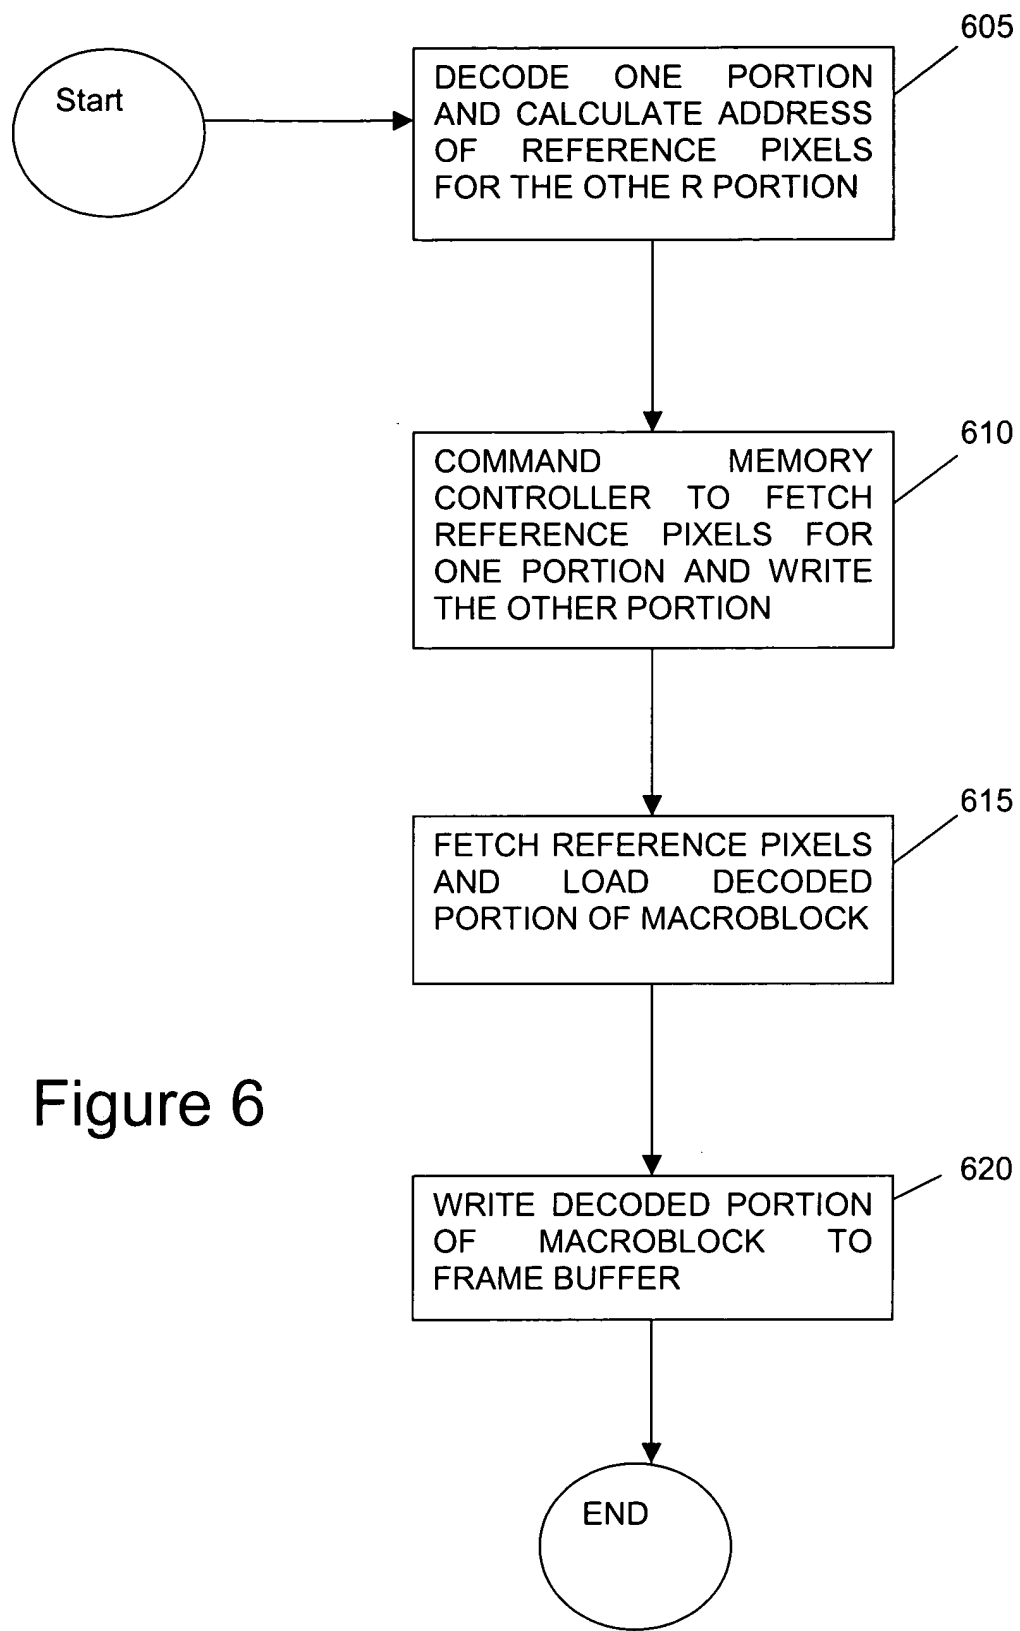 605
Start
DECODE ONE PORTION
AND CALCULATE ADDRESS
OF REFERENCE PIXELS
FOR THE OTHE R PORTION
610
COMMAND MEMORY
CONTROLLER TO FETCH
REFERENCE PIXELS FOR
ONE PORTION AND WRITE
THE OTHER PORTION
615
FETCH REFERENCE PIXELS
AND LOAD DECODED
PORTION OF MACROBLOCK
Figure 6
620
WRITE DECODED PORTION
OF MACROBLOCK TO
FRAME BUFFER
END